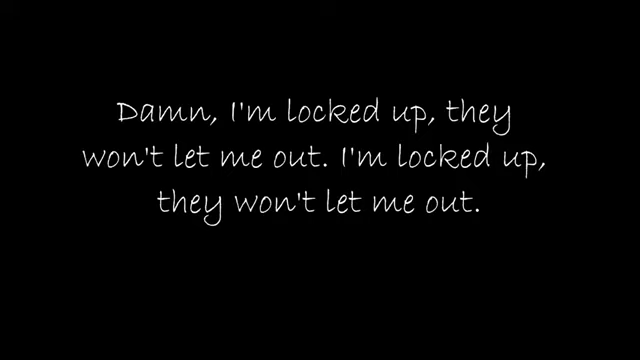 Damn, I'm locked up, they
won't let me out. I'm locked up,
they won't let me out.